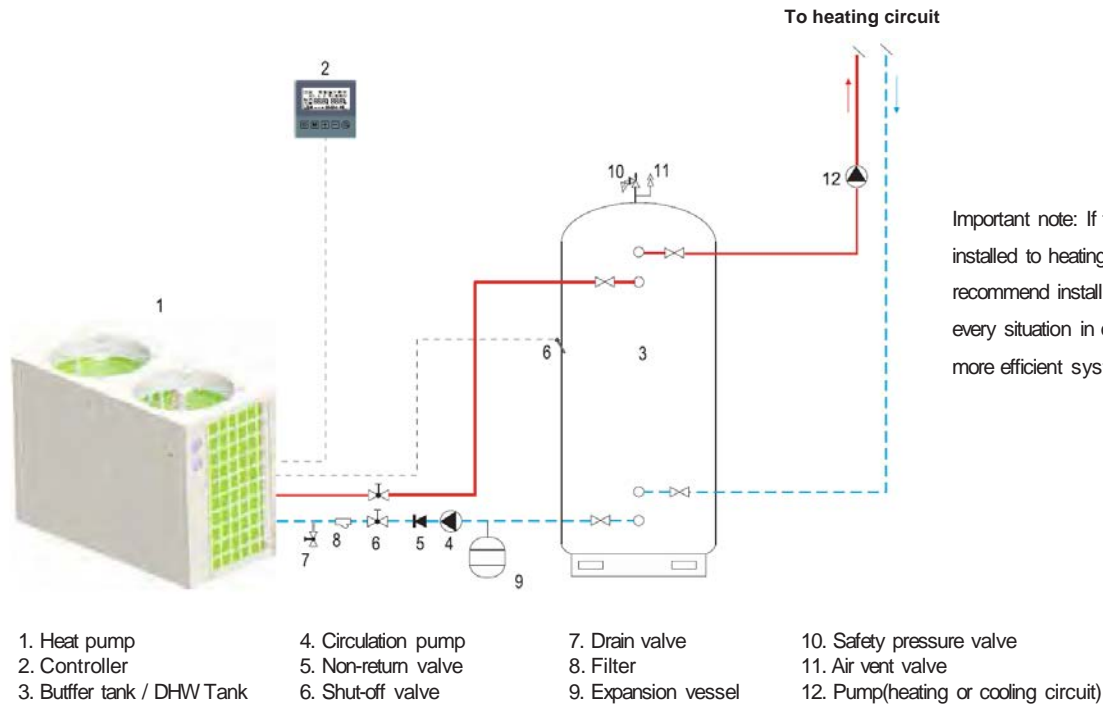 To heating circuit
2
10
11
12
Important note: If
installed to heating
recommend install
every situation in
more efficient sys
1
6
3
7
8
6
5
4
9
1. Heat pump
2. Controller
3. Butffer tank / DHW Tank
4. Circulation pump
5. Non-return valve
6. Shut-off valve
7. Drain valve
8. Filter
9. Expansion vessel
10. Safety pressure valve
11. Air vent valve
12. Pump(heating or cooling circuit)